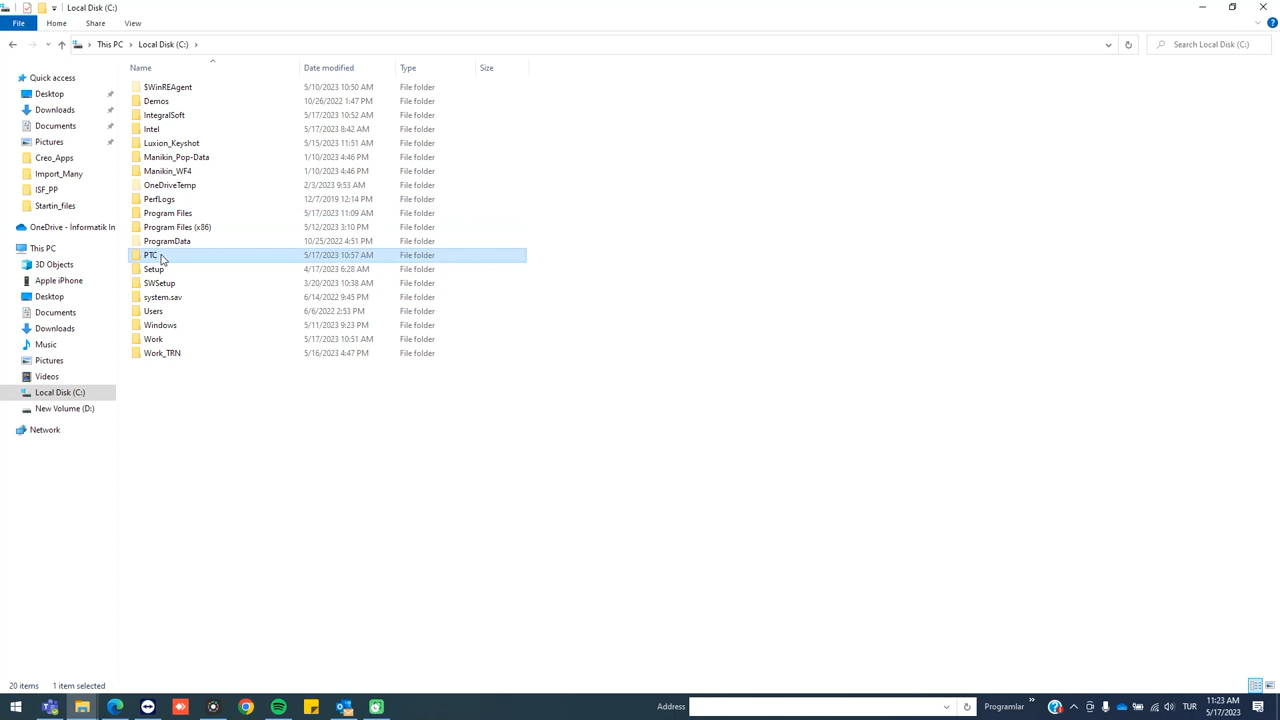 Local Disk (C:)
File Home Share View
This PC Local Disk (C:) Search Local Disk (C:)
Name Date modified Type Size
Quick access
Desktop
Downloads
Documents
Pictures
Creo_Apps
Import_Many
ISF_PP
Startin_files
OneDrive - İnformatik In
This PC
3D Objects
Apple iPhone
Desktop
Documents
Downloads
Music
Pictures
Videos
Local Disk (C:)
New Volume (D:)
Network
$WinREAgent 5/10/2023 10:50 AM File folder
Demos 10/26/2022 1:47 PM File folder
IntegralSoft 5/17/2023 10:52 AM File folder
Intel 5/17/2023 8:42 AM File folder
Luxion_Keyshot 5/15/2023 11:51 AM File folder
Manikin_Pop-Data 1/10/2023 4:46 PM File folder
Manikin_WF4 1/10/2023 4:46 PM File folder
OneDriveTemp 2/3/2023 9:53 AM File folder
PerfLogs 12/7/2019 12:14 PM File folder
Program Files 5/17/2023 11:09 AM File folder
Program Files (x86) 5/12/2023 3:10 PM File folder
ProgramData 10/25/2022 4:51 PM File folder
PTC 5/17/2023 10:57 AM File folder
Setup 4/17/2023 6:28 AM File folder
SWSetup 3/20/2023 10:38 AM File folder
system.sav 6/14/2022 9:45 PM File folder
Users 6/6/2022 2:53 PM File folder
Windows 5/11/2023 9:23 PM File folder
Work 5/17/2023 10:51 AM File folder
Work_TRN 5/16/2023 4:47 PM File folder
20 items 1 item selected
Address Programlar » TUR 11:23 AM
5/17/2023